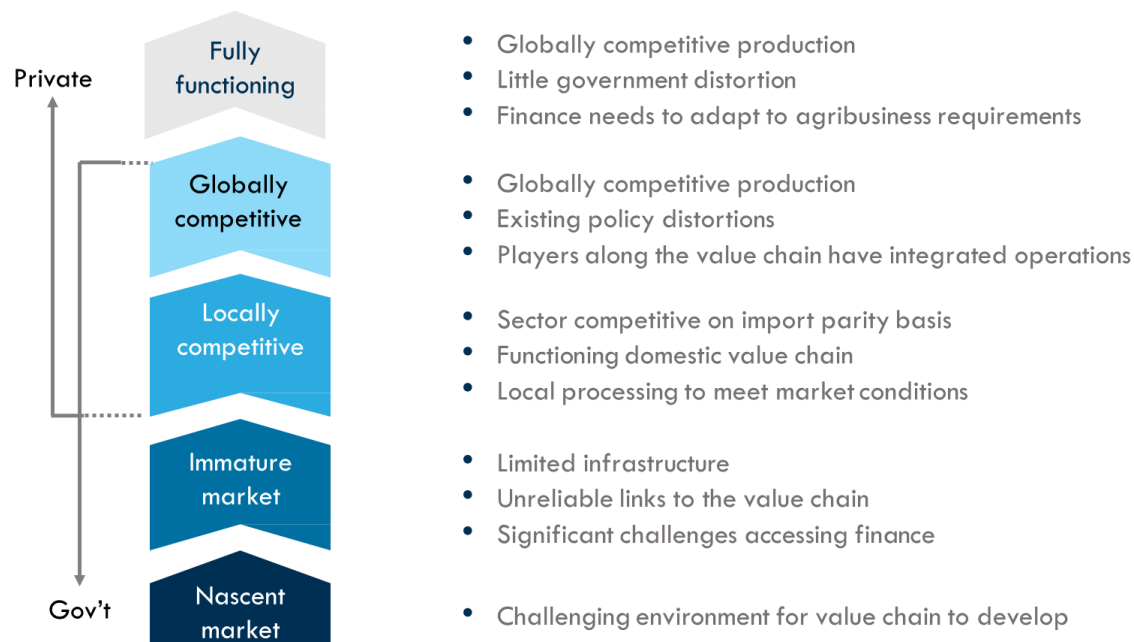 Private
Gov't
Fully
functioning
• Globally competitive production
• Little government distortion
• Finance needs to adapt to agribusiness requirements
Globally
competitive
• Globally competitive production
• Existing policy distortions
• Players along the value chain have integrated operations
Locally
competitive
• Sector competitive on import parity basis
• Functioning domestic value chain
• Local processing to meet market conditions
Immature
market
• Limited infrastructure
• Unreliable links to the value chain
• Significant challenges accessing finance
Nascent
market
• Challenging environment for value chain to develop